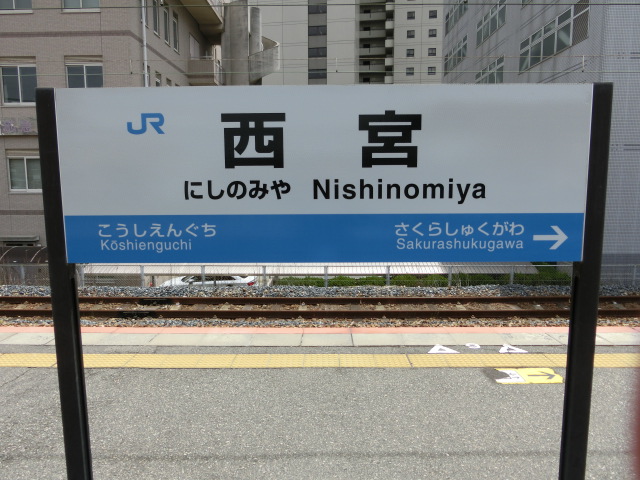 JR
西宮
にしのみや Nishinomiya
こうしえんぐち さくらしゅくがわ
Kōshienguchi Sakurashukugawa →